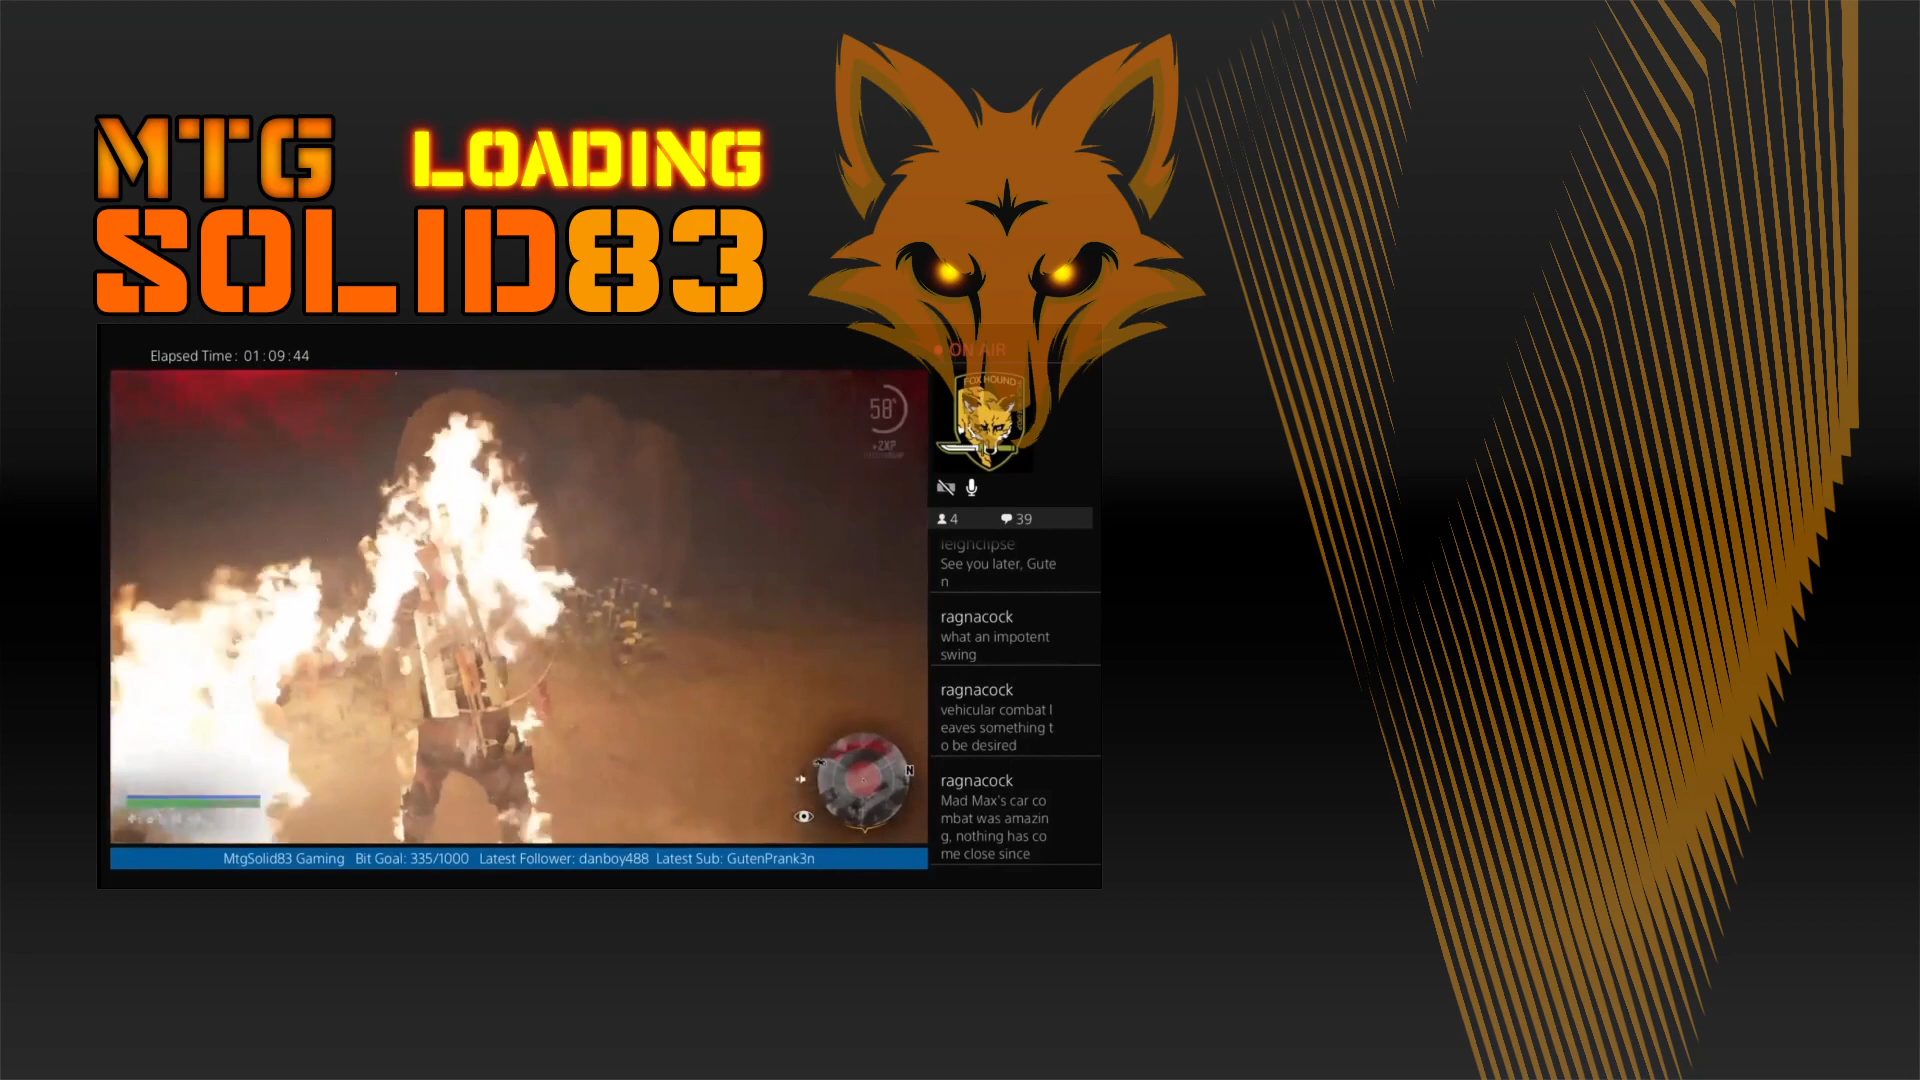 MTG
LOADING
SOLID83
Elapsed Time: 01:09:44
ON AIR
FOX HOUND
58
+2XP
N
4
39
leighclipse
See you later, Gute
n
ragnacock
what an impotent
swing
ragnacock
vehicular combat l
eaves something t
o be desired
ragnacock
Mad Max's car co
mbat was amazin
g, nothing has co
me close since
MtgSolid83 Gaming Bit Goal: 335/1000 Latest Follower: danboy488 Latest Sub: GutenPrank3n